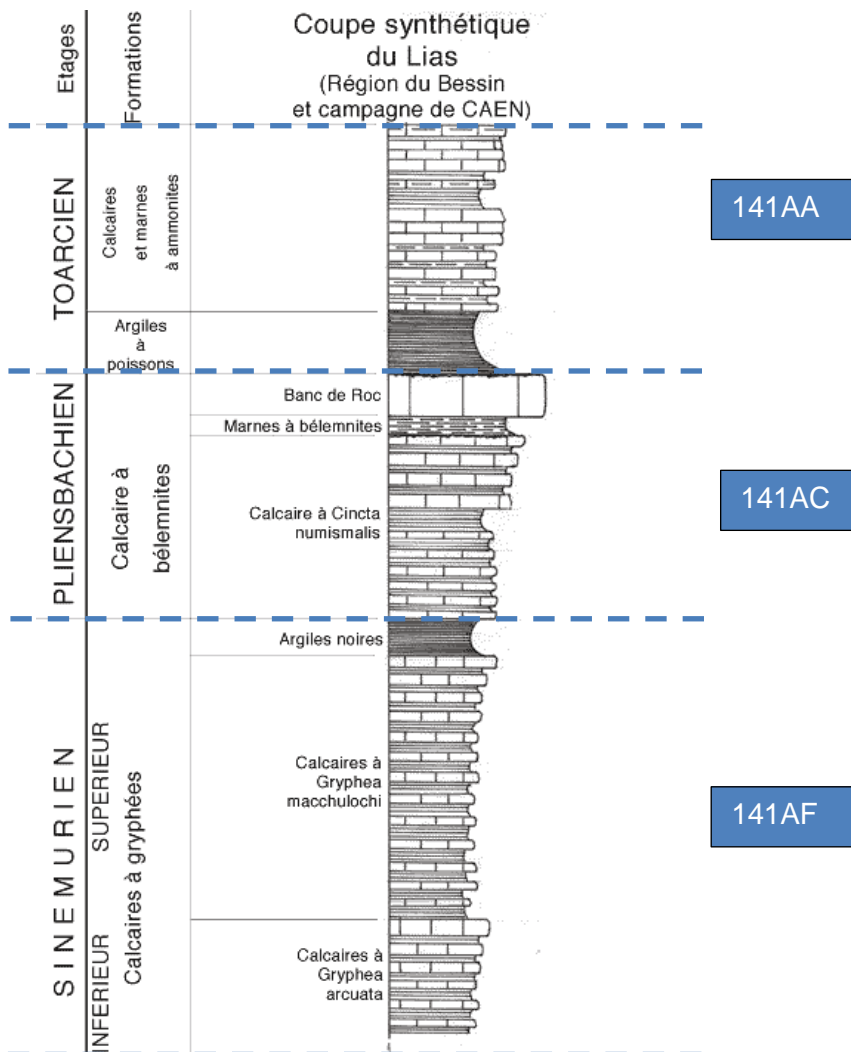 Coupe synthétique
du Lias
(Région du Bessin
et campagne de CAEN)
Etages
Formations
TOARCIEN
Calcaires
et marnes
à ammonites
141AA
Argiles
à
poissons
PLIENSBACHIEN
Calcaire à
bélemnites
Banc de Roc
Marnes à bélemnites
Calcaire à Cincta
numismalis
141AC
SINEMURIEN
SUPERIEUR
INFERIEUR
Calcaires à gryphées
Argiles noires
Calcaires à
Gryphea
macchulochi
141AF
Calcaires à
Gryphea
arcuata